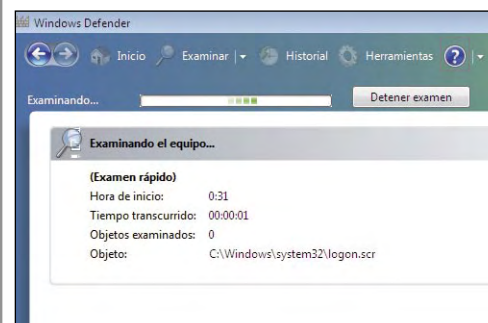 Windows Defender
Inicio Examinar Historial Herramientas ?
Examinando... Detener examen
Examinando el equipo...
(Examen rápido)
Hora de inicio: 0:31
Tiempo transcurrido: 00:00:01
Objetos examinados: 0
Objeto: C:\Windows\system32\logon.scr